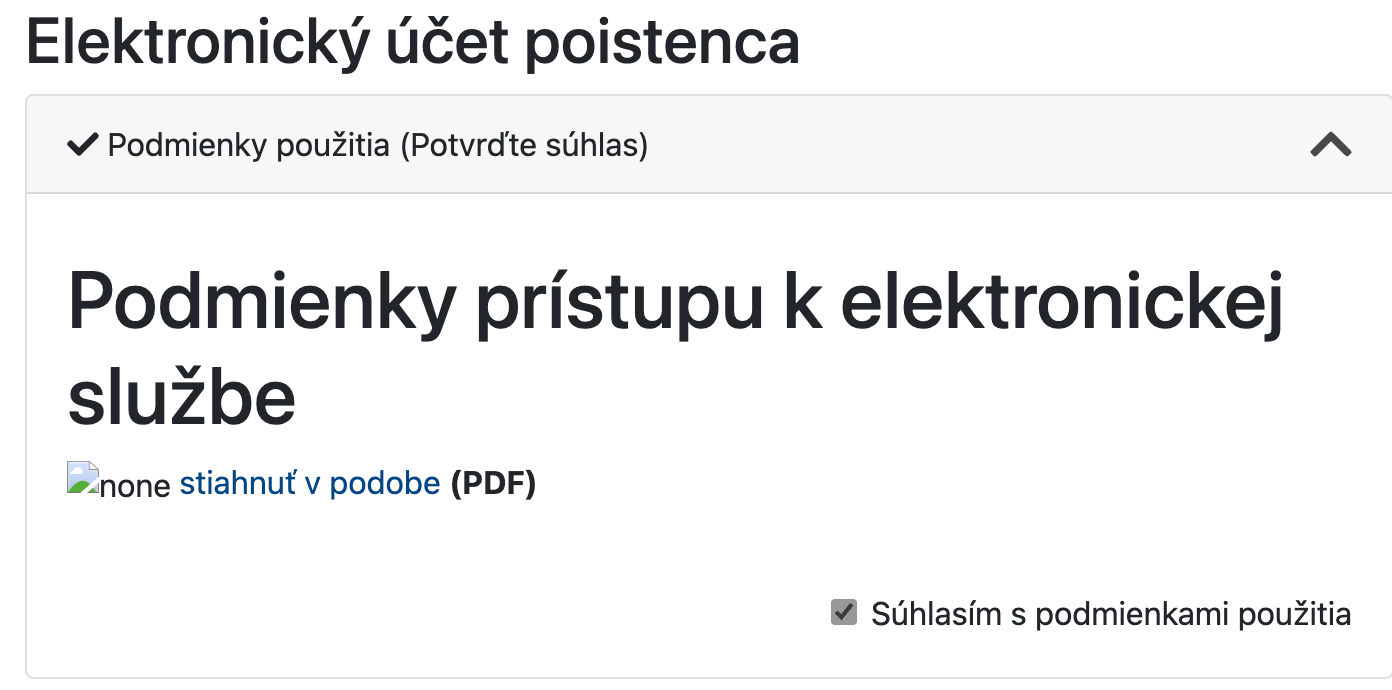 Elektronický účet poistenca
Podmienky použitia (Potvrďte súhlas)
Podmienky prístupu k elektronickej
službe
none stiahnuť v podobe (PDF)
Súhlasím s podmienkami použitia